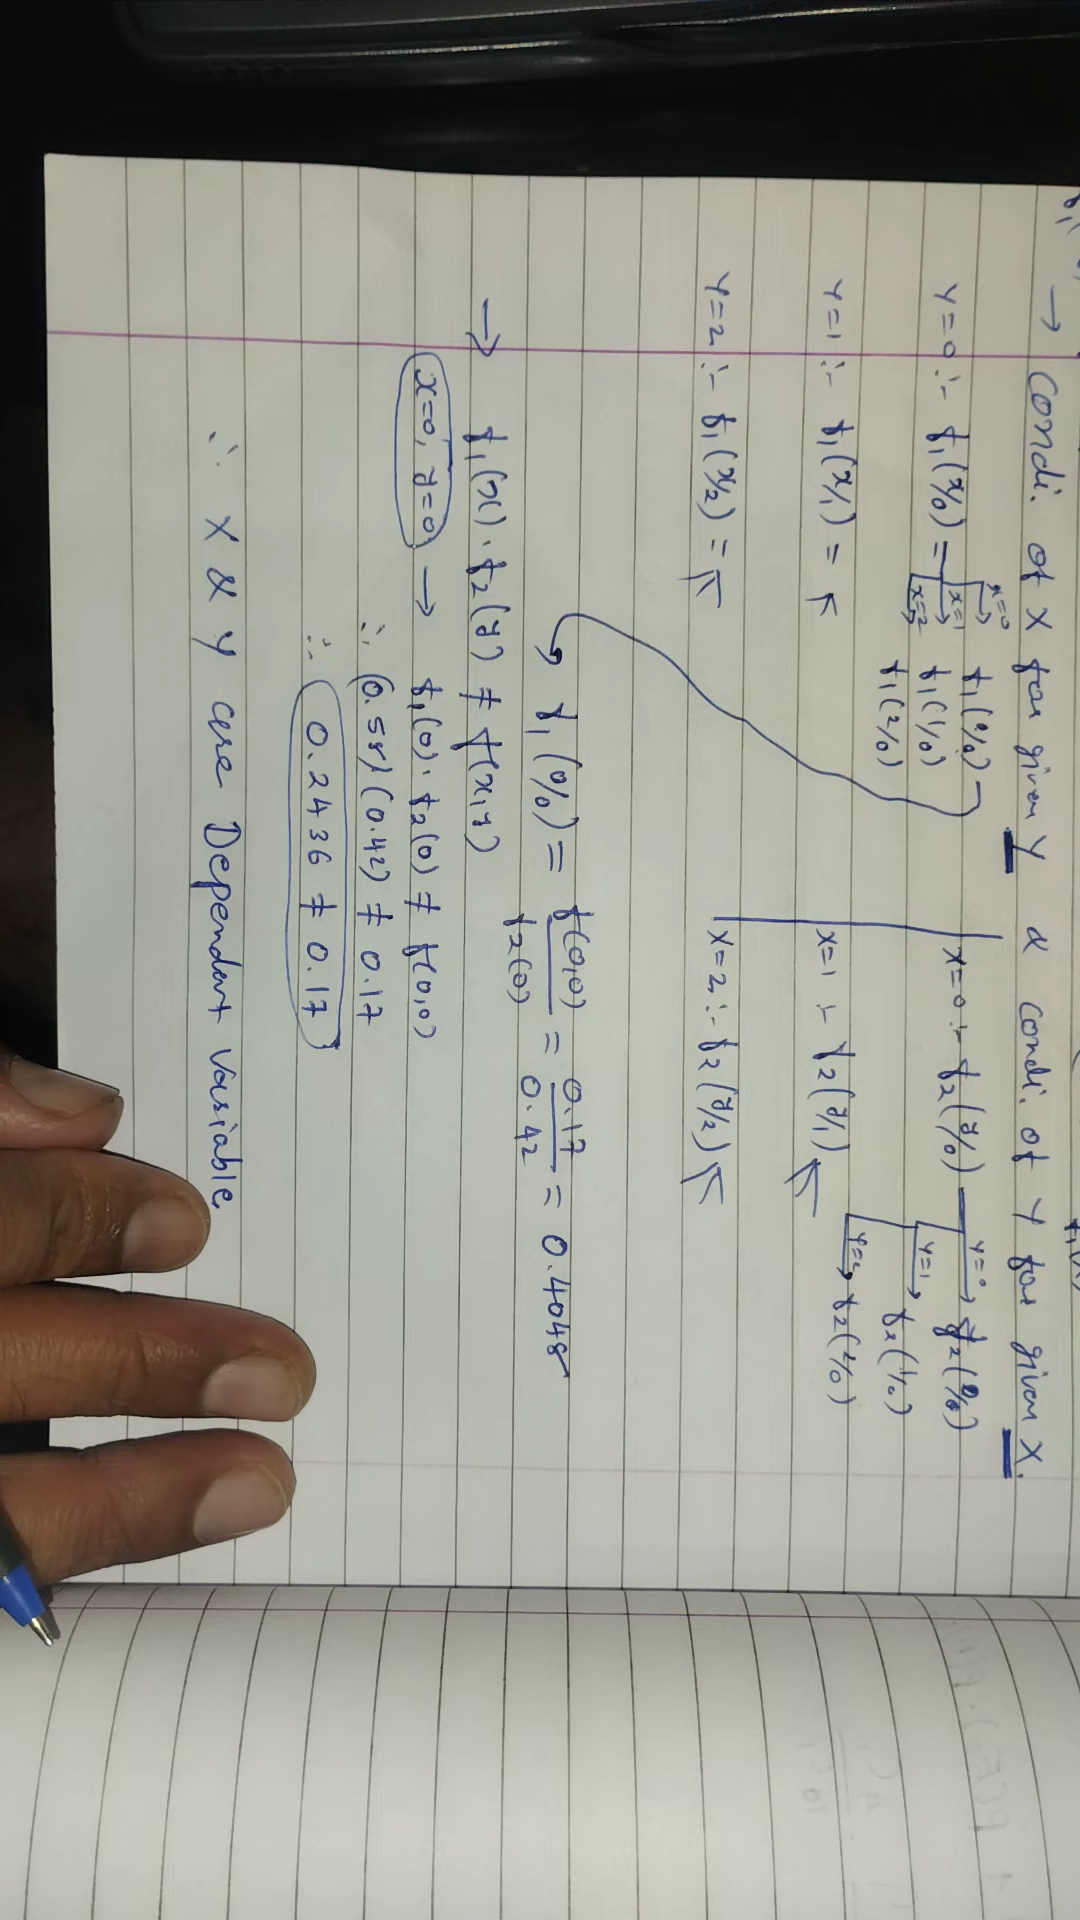 → Condi. of X for given Y & Condi. of Y for given X.
Y=0 :- f₁(x/0) = x=0 → f₁(0/0)
x=1 → f₁(1/0)
x=2 → f₁(2/0)
X=0 :- f₂(y/0) Y=0 → f₂(0/0)
Y=1 → f₂(1/0)
Y=2 → f₂(2/0)
Y=1 :- f₁(x/1) =
X=1 :- f₂(y/1)
Y=2 :- f₁(x/2) =
X=2 :- f₂(y/2)
f₁(0/0) = f(0,0)/f₂(0) = 0.17/0.42 = 0.4048
→ f₁(x) · f₂(y) ≠ f(x,y)
x=0, y=0 → f₁(0) · f₂(0) ≠ f(0,0)
∴ (0.58) (0.42) ≠ 0.17
∴ 0.2436 ≠ 0.17
∴ X & Y are Dependent Variable.